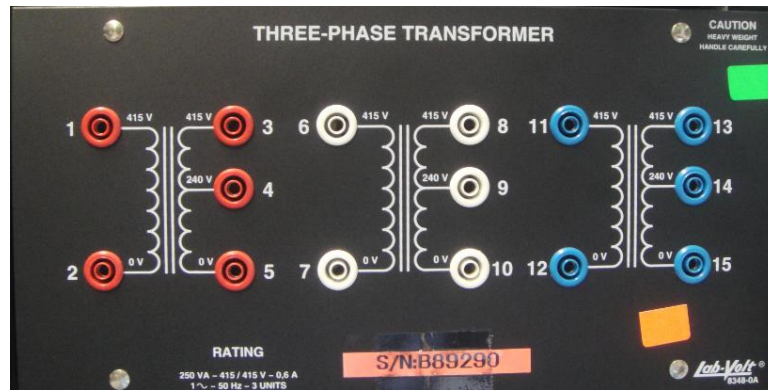 THREE-PHASE TRANSFORMER
CAUTION
HEAVY WEIGHT
HANDLE CAREFULLY
1 415 V 415 V 3
240 V 4
2 0 V 0 V 5
6 415 V 415 V 8
240 V 9
7 0 V 0 V 10
11 415 V 415 V 13
240 V 14
12 0 V 0 V 15
RATING
250 VA – 415 / 415 V – 0,6 A
1 ~ – 50 Hz – 3 UNITS
S/N:B89290
Lab-Volt ®
8348-0A